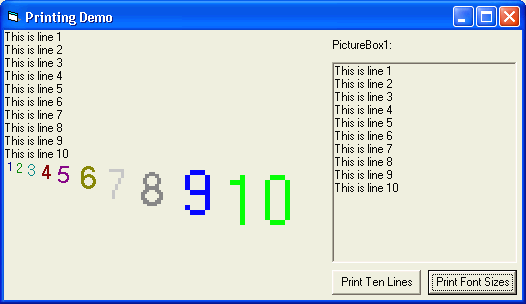 Printing Demo
This is line 1
This is line 2
This is line 3
This is line 4
This is line 5
This is line 6
This is line 7
This is line 8
This is line 9
This is line 10
1 2 3 4 5 6 7 8 9 10
PictureBox1:
This is line 1
This is line 2
This is line 3
This is line 4
This is line 5
This is line 6
This is line 7
This is line 8
This is line 9
This is line 10
Print Ten Lines
Print Font Sizes